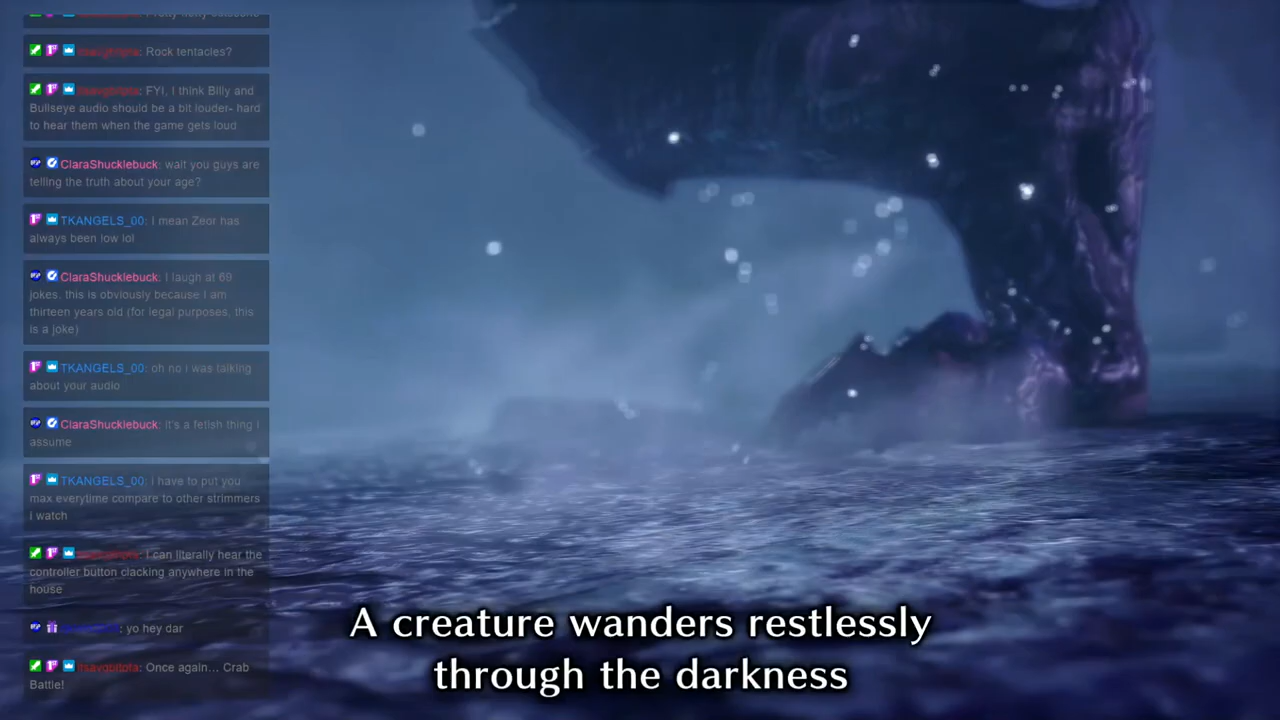 Rock tentacles?
FYI, I think Billy and
Bullseye audio should be a bit louder- hard
to hear them when the game gets loud
ClaraShucklebuck: wait you guys are
telling the truth about your age?
TKANGELS_00: I mean Zeor has
always been low lol
ClaraShucklebuck: I laugh at 69
jokes, this is obviously because I am
thirteen years old (for legal purposes, this
is a joke)
TKANGELS_00: oh no i was talking
about your audio
ClaraShucklebuck: it's a fetish thing I
assume
TKANGELS_00: I have to put you
max everytime compare to other strimmers
I watch
I can literally hear the
controller button clacking anywhere in the
house
: yo hey dar
Once again... Crab
Battle!
A creature wanders restlessly
through the darkness